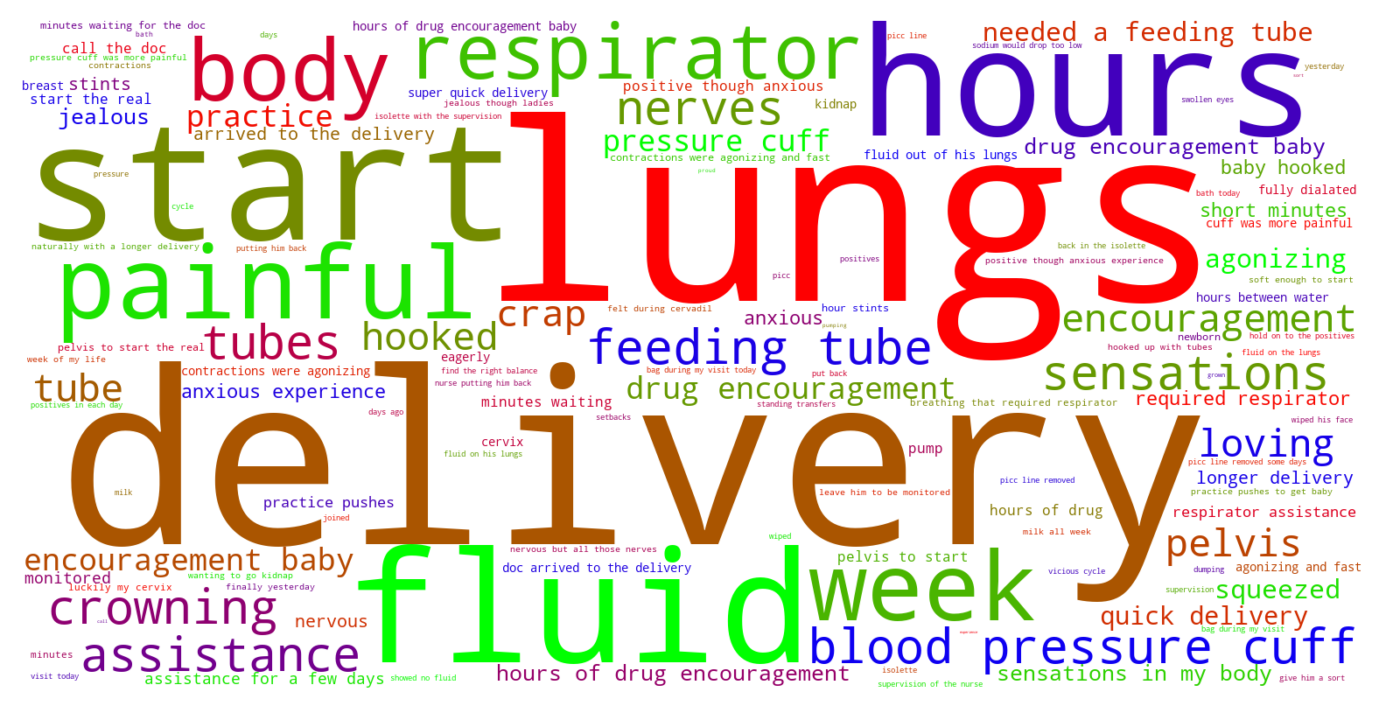 minutes waiting for the doc
bath
days
hours of drug encouragement baby
picc line
needed a feeding tube
sodium would drop too low
call the doc
pressure cuff was more painful
contractions
body
respirator
hours
yesterday
breast
stints
start the real
jealous
practice
super quick delivery
jealous though ladies
isolette with the supervision
positive though anxious
nerves
kidnap
swollen eyes
arrived to the delivery
start
lungs
pressure cuff
contractions were agonizing and fast
fluid out of his lungs
drug encouragement baby
proud
baby hooked
pressure
cycle
bath today
fully dialated
short minutes
cuff was more painful
naturally with a longer delivery
putting him back
back in the isolette
positives
positive though anxious experience
agonizing
painful
picc
soft enough to start
crap
felt during cervadil
hour stints
hours between water
anxious
pumping
encouragement
hold on to the positives
tubes
hooked
feeding tube
newborn
hooked up with tubes
fluid on the lungs
pelvis to start the real
week of my life
eagerly
find the right balance
nurse putting him back
contractions were agonizing
bag during my visit today
put back
sensations
grown
tube
anxious experience
drug encouragement
required respirator
positives in each day
days ago
minutes waiting
standing transfers
breathing that required respirator
setbacks
wiped his face
delivery
cervix
fluid on his lungs
pump
loving
picc line removed some days
picc line removed
longer delivery
milk
practice pushes
leave him to be monitored
practice pushes to get baby
joined
hours of drug
respirator assistance
milk all week
wiped
encouragement baby
nervous but all those nerves
pelvis to start
pelvis
monitored
wanting to go kidnap
doc arrived to the delivery
vicious cycle
dumping
agonizing and fast
luckily my cervix
finally yesterday
fluid
week
supervision
squeezed
crowning
call
nervous
quick delivery
bag during my visit
minutes
assistance
blood pressure cuff
visit today
assistance for a few days
showed no fluid
hours of drug encouragement
isolette
supervision of the nurse
sensations in my body
give him a sort